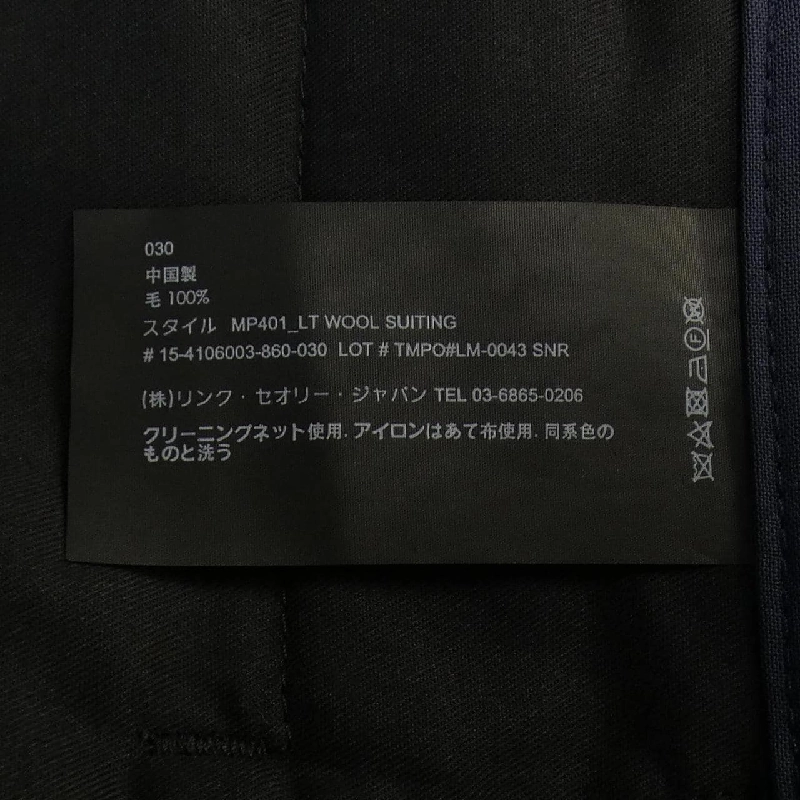 030
中国製
毛 100%
スタイル MP401_LT WOOL SUITING
# 15-4106003-860-030 LOT # TMPO#LM-0043 SNR
(株)リンク・セオリー・ジャパン TEL 03-6865-0206
クリーニングネット使用. アイロンはあて布使用. 同系色の
ものと洗う